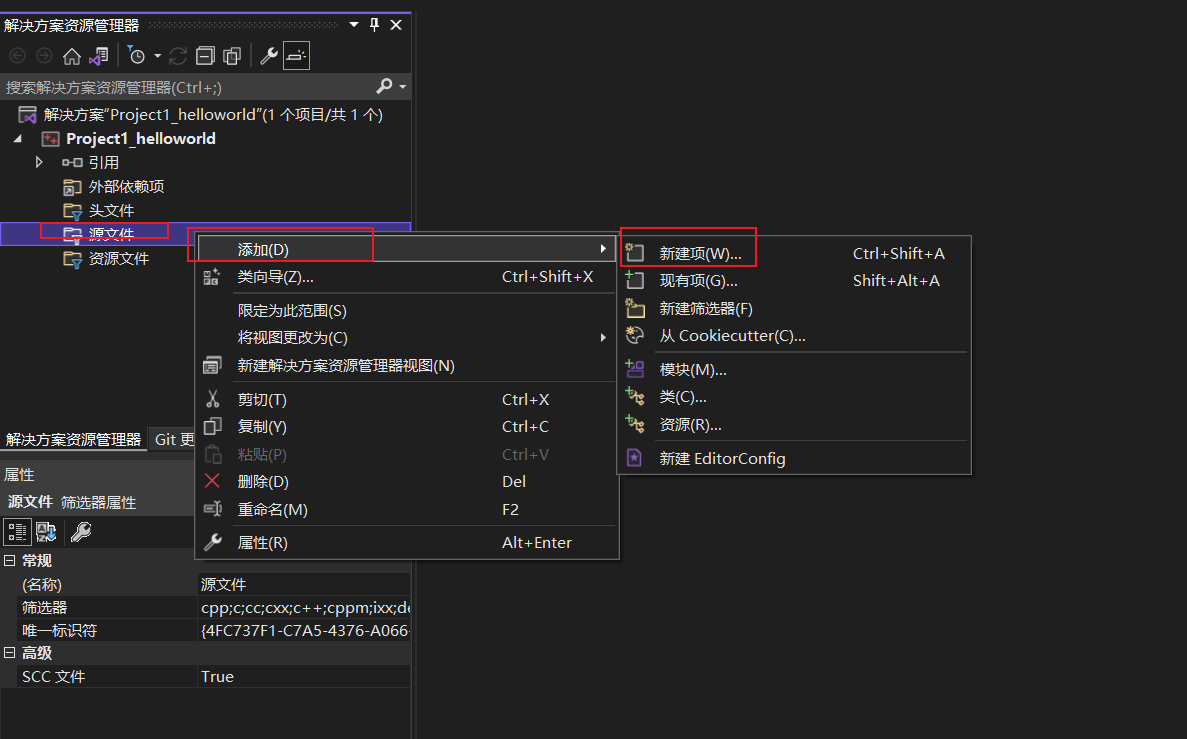 解决方案资源管理器
搜索解决方案资源管理器(Ctrl+;)
解决方案"Project1_helloworld"(1 个项目/共 1 个)
Project1_helloworld
引用
外部依赖项
头文件
源文件
资源文件
添加(D)
类向导(Z)... Ctrl+Shift+X
限定为此范围(S)
将视图更改为(C)
新建解决方案资源管理器视图(N)
剪切(T) Ctrl+X
复制(Y) Ctrl+C
粘贴(P) Ctrl+V
删除(D) Del
重命名(M) F2
属性(R) Alt+Enter
新建项(W)... Ctrl+Shift+A
现有项(G)... Shift+Alt+A
新建筛选器(F)
从 Cookiecutter(C)...
模块(M)...
类(C)...
资源(R)...
新建 EditorConfig
解决方案资源管理器 Git 更
属性
源文件 筛选器属性
常规
(名称) 源文件
筛选器 cpp;c;cc;cxx;c++;cppm;ixx;de
唯一标识符 {4FC737F1-C7A5-4376-A066-
高级
SCC 文件 True